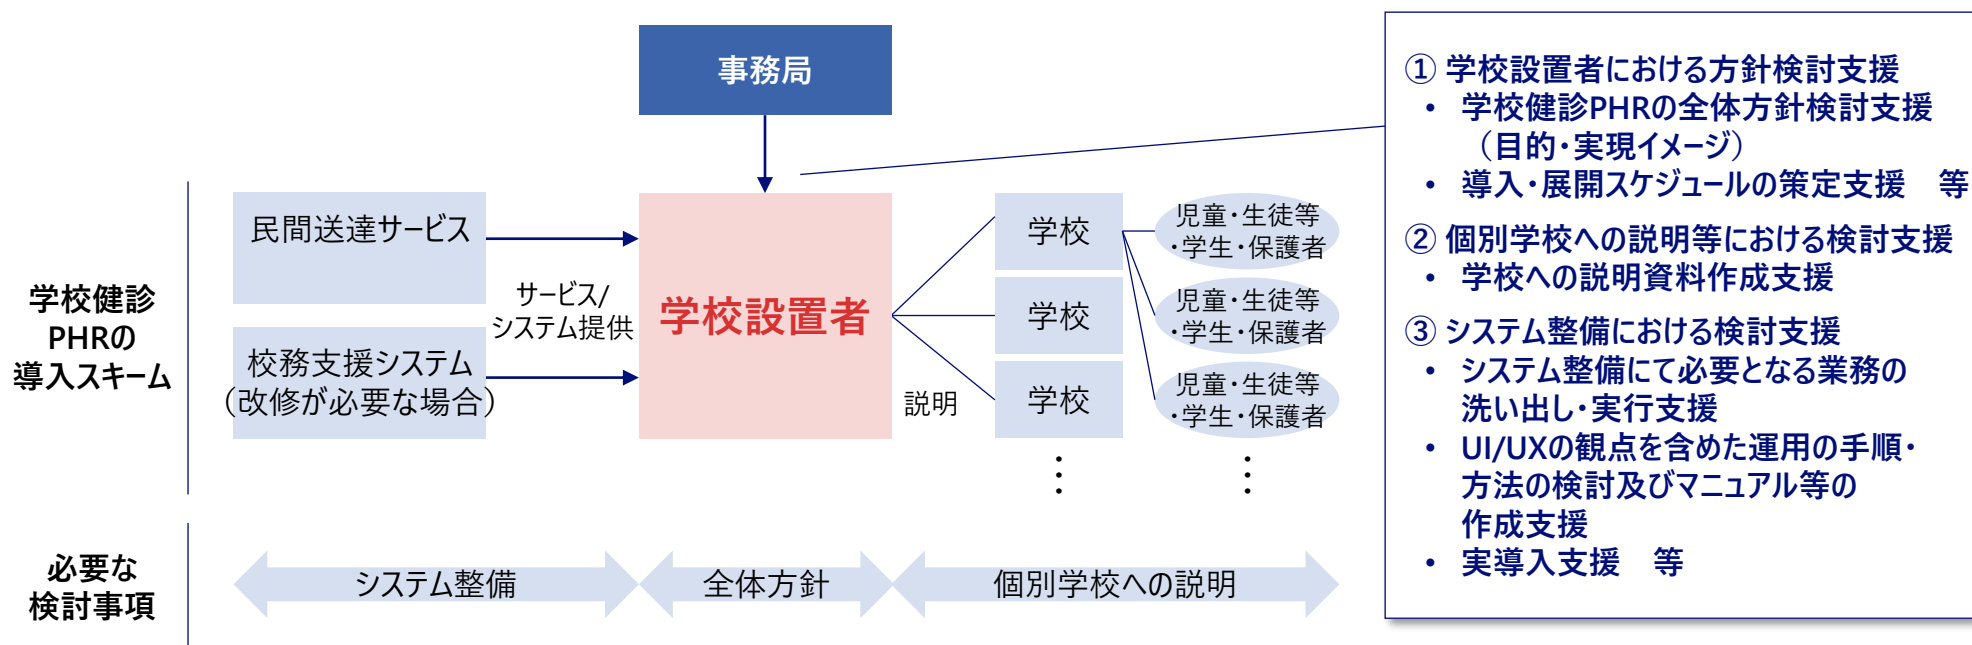 事務局
学校健診
PHRの
導入スキーム
民間送達サービス
校務支援システム
（改修が必要な場合）
サービス/
システム提供
学校設置者
説明
学校
学校
学校
⋮
児童・生徒等
・学生・保護者
児童・生徒等
・学生・保護者
児童・生徒等
・学生・保護者
⋮
必要な
検討事項
システム整備
全体方針
個別学校への説明
① 学校設置者における方針検討支援
• 学校健診PHRの全体方針検討支援
（目的・実現イメージ）
• 導入・展開スケジュールの策定支援　等
② 個別学校への説明等における検討支援
• 学校への説明資料作成支援
③ システム整備における検討支援
• システム整備にて必要となる業務の
洗い出し・実行支援
• UI/UXの観点を含めた運用の手順・
方法の検討及びマニュアル等の
作成支援
• 実導入支援　等